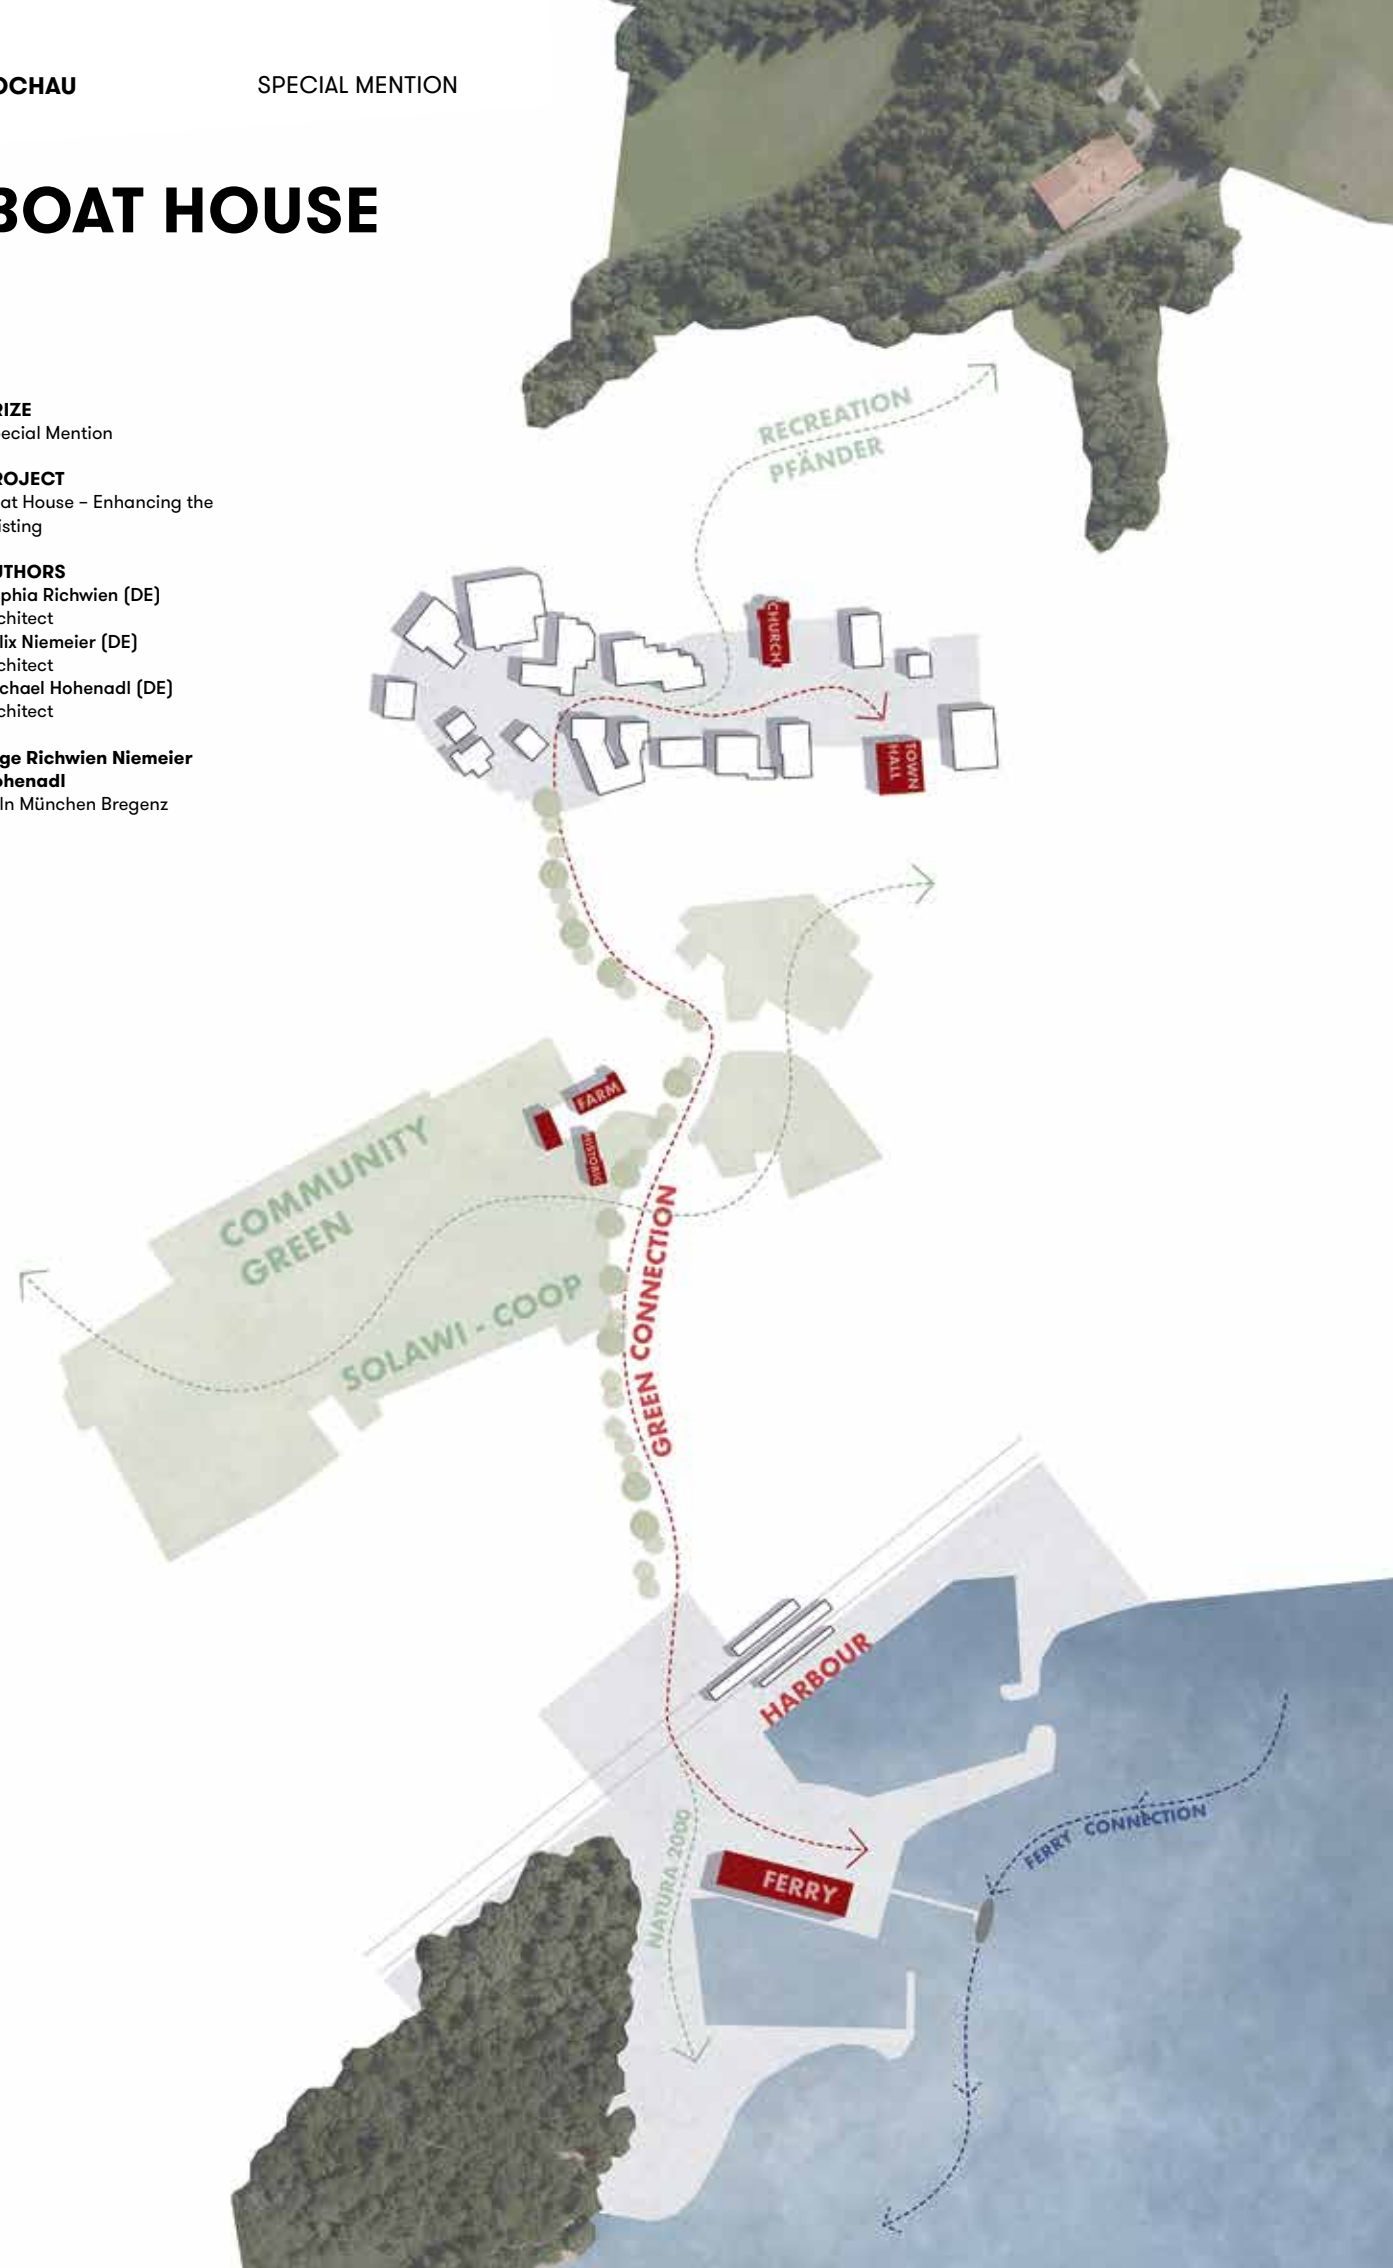 OCHAU
SPECIAL MENTION
BOAT HOUSE
RIZE
ecial Mention
ROJECT
at House – Enhancing the
isting
UTHORS
phia Richwien (DE)
chitect
lix Niemeier (DE)
chitect
chael Hohenadl (DE)
chitect
ge Richwien Niemeier
ohenadl
ln München Bregenz
RECREATION
PFÄNDER
CHURCH
TOWN
HALL
FARM
HISTORIC
COMMUNITY
GREEN
SOLAWI - COOP
GREEN CONNECTION
HARBOUR
FERRY CONNECTION
NATURA 2000
FERRY